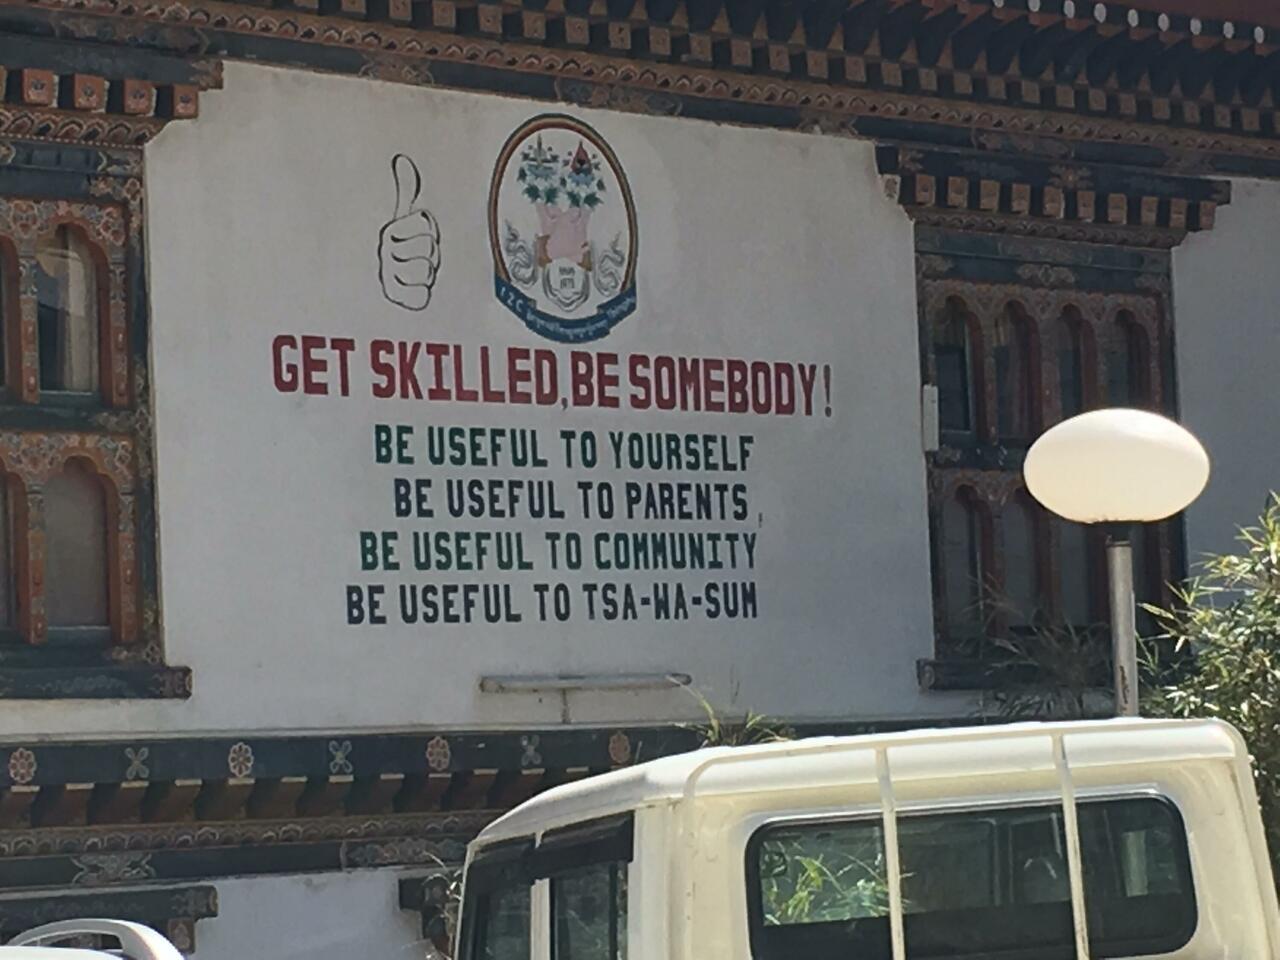 IZC
GET SKILLED, BE SOMEBODY!
BE USEFUL TO YOURSELF
BE USEFUL TO PARENTS,
BE USEFUL TO COMMUNITY
BE USEFUL TO TSA-WA-SUM